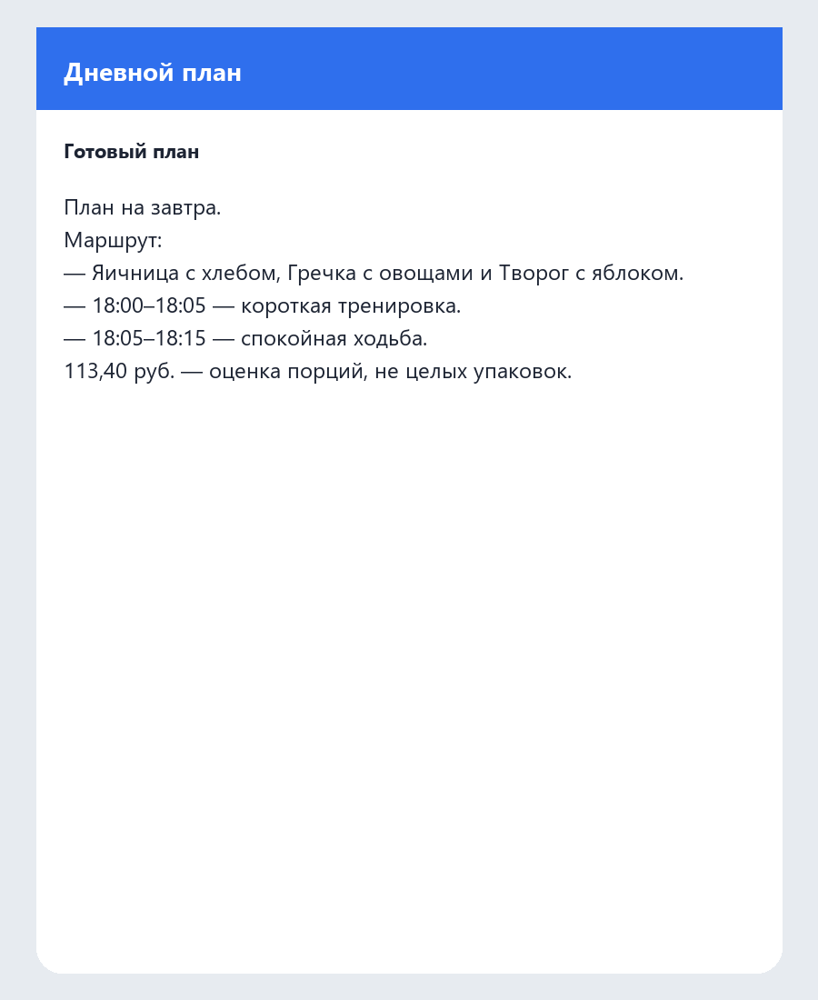 Дневной план
Готовый план
План на завтра.
Маршрут:
— Яичница с хлебом, Гречка с овощами и Творог с яблоком.
— 18:00–18:05 — короткая тренировка.
— 18:05–18:15 — спокойная ходьба.
113,40 руб. — оценка порций, не целых упаковок.